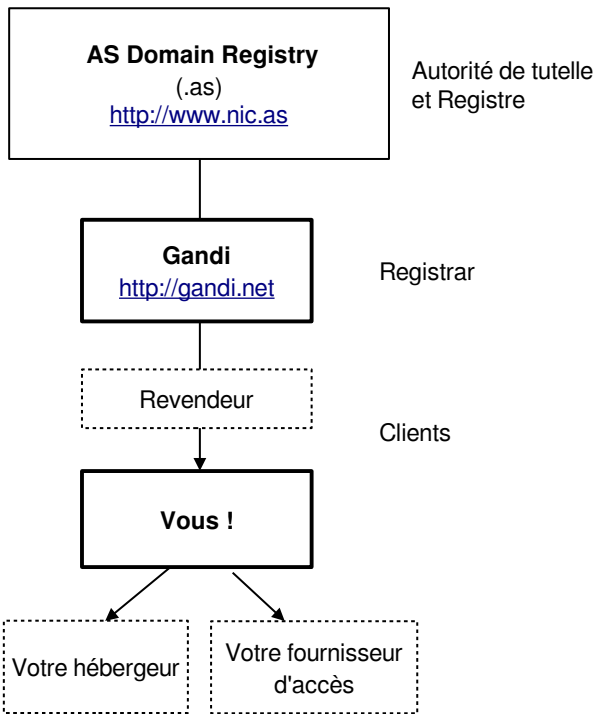 AS Domain Registry
(.as)
http://www.nic.as
Autorité de tutelle
et Registre
Gandi
http://gandi.net
Registrar
Revendeur
Clients
Vous !
Votre hébergeur
Votre fournisseur
d'accès